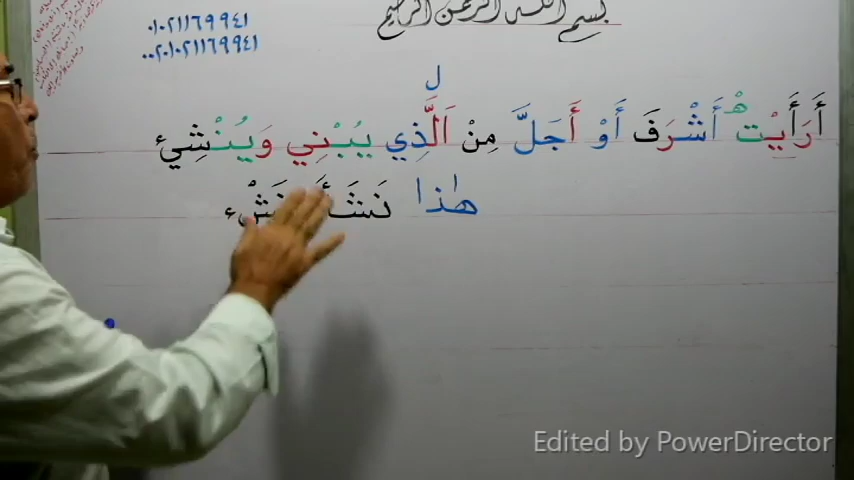 بسم الله الرحمن الرحيم
٠١٠٢١١٦٩٩٤١
٠٠٢٠١٠٢١١٦٩٩٤١
ل
هْ
أَرَأَيْت أَشْرَفَ أَوْ أَجَلَّ مِنْ الَّذِي يُبْنِي وَيُنْشِئ
هٰذا نَشَأَ نَشْء
Edited by PowerDirector